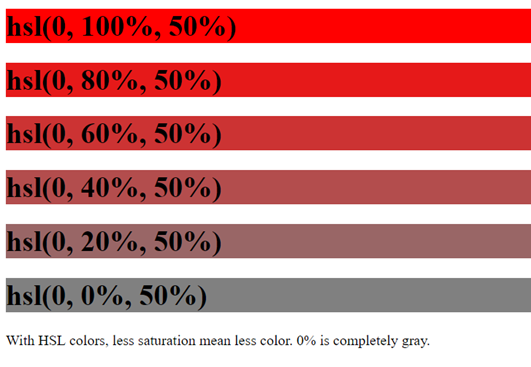 hsl(0, 100%, 50%)
hsl(0, 80%, 50%)
hsl(0, 60%, 50%)
hsl(0, 40%, 50%)
hsl(0, 20%, 50%)
hsl(0, 0%, 50%)
With HSL colors, less saturation mean less color. 0% is completely gray.